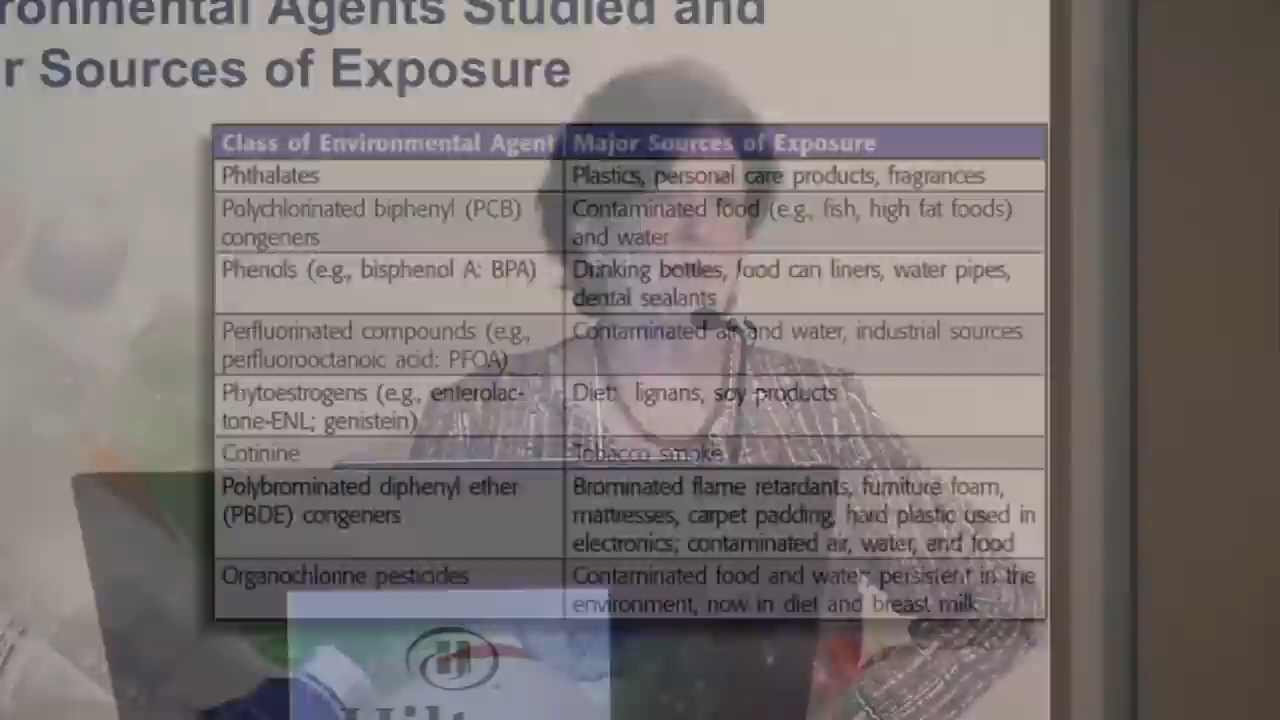 ronmental Agents Studied and
r Sources of Exposure
Class of Environmental Agent Major Sources of Exposure
Phthalates Plastics, personal care products, fragrances
Polychlorinated biphenyl (PCB) Contaminated food (e.g., fish, high fat foods)
congeners and water
Phenols (e.g., bisphenol A: BPA) Drinking bottles, food can liners, water pipes,
dental sealants
Perfluorinated compounds (e.g., Contaminated air and water, industrial sources
perfluorooctanoic acid: PFOA)
Phytoestrogens (e.g., enterolac- Diet: lignans, soy products
tone-ENL; genistein)
Cotinine Tobacco smoke
Polybrominated diphenyl ether Brominated flame retardants, furniture foam,
(PBDE) congeners mattresses, carpet padding, hard plastic used in
electronics; contaminated air, water, and food
Organochlorine pesticides Contaminated food and water; persistent in the
environment, now in diet and breast milk
H
Hilt